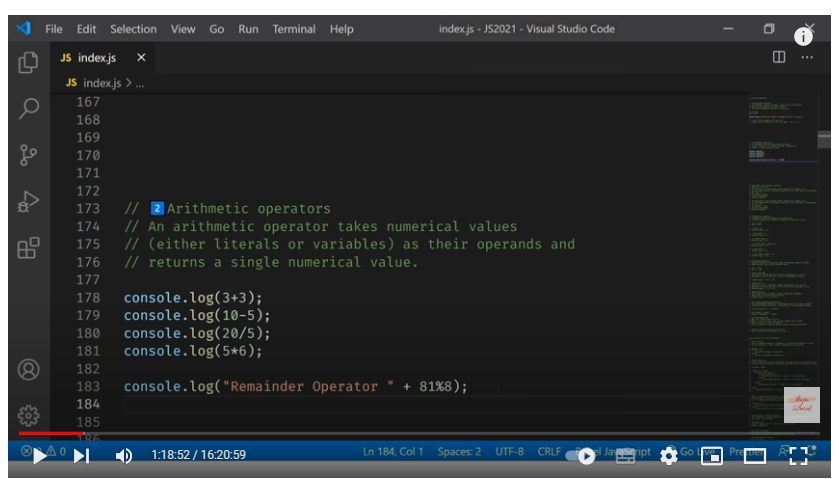 File Edit Selection View Go Run Terminal Help index.js - JS2021 - Visual Studio Code
JS index.js
JS index.js > ...
167
168
169
170
171
172
173 // 2 Arithmetic operators
174 // An arithmetic operator takes numerical values
175 // (either literals or variables) as their operands and
176 // returns a single numerical value.
177
178 console.log(3+3);
179 console.log(10-5);
180 console.log(20/5);
181 console.log(5*6);
182
183 console.log("Remainder Operator " + 81%8);
184
185
186
0 Ln 184, Col 1 Spaces: 2 UTF-8 CRLF JavaScript Go Live
1:18:52 / 16:20:59